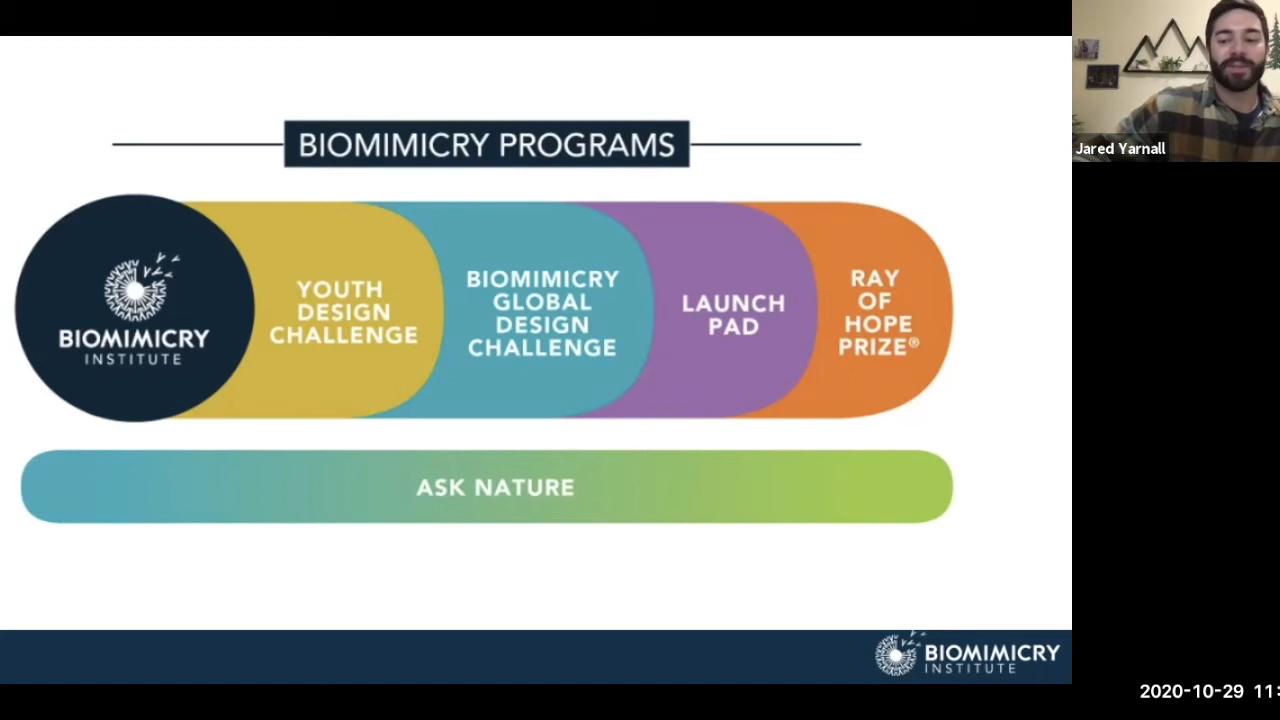 BIOMIMICRY PROGRAMS
BIOMIMICRY
INSTITUTE
YOUTH
DESIGN
CHALLENGE
BIOMIMICRY
GLOBAL
DESIGN
CHALLENGE
LAUNCH
PAD
RAY
OF
HOPE
PRIZE®
ASK NATURE
BIOMIMICRY
INSTITUTE
Jared Yarnall
2020-10-29 11: